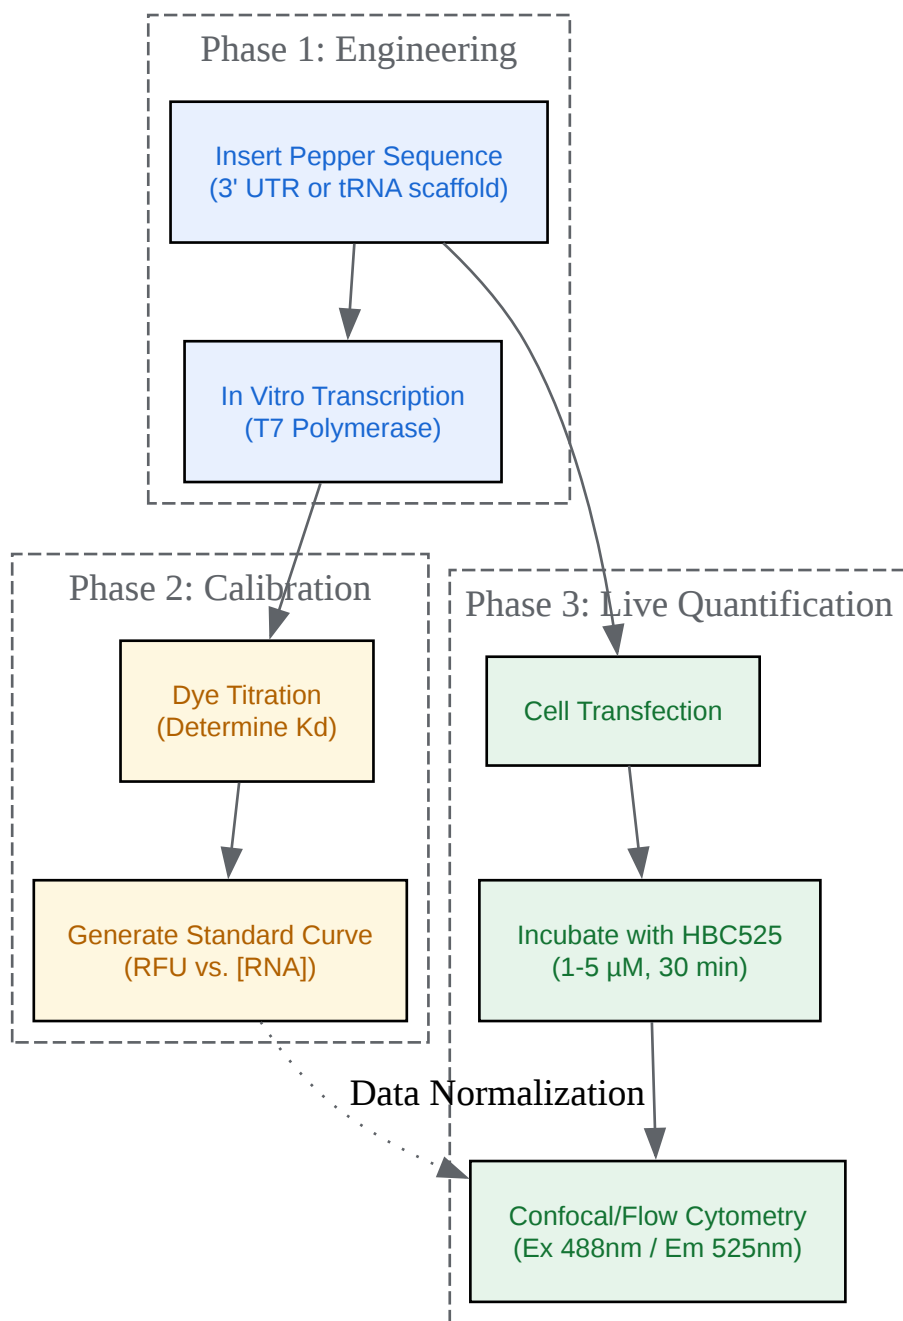 Phase 1: Engineering
Insert Pepper Sequence
(3' UTR or tRNA scaffold)
In Vitro Transcription
(T7 Polymerase)
Phase 2: Calibration
Dye Titration
(Determine Kd)
Generate Standard Curve
(RFU vs. [RNA])
Phase 3: Live Quantification
Cell Transfection
Incubate with HBC525
(1-5 µM, 30 min)
Data Normalization
Confocal/Flow Cytometry
(Ex 488nm / Em 525nm)